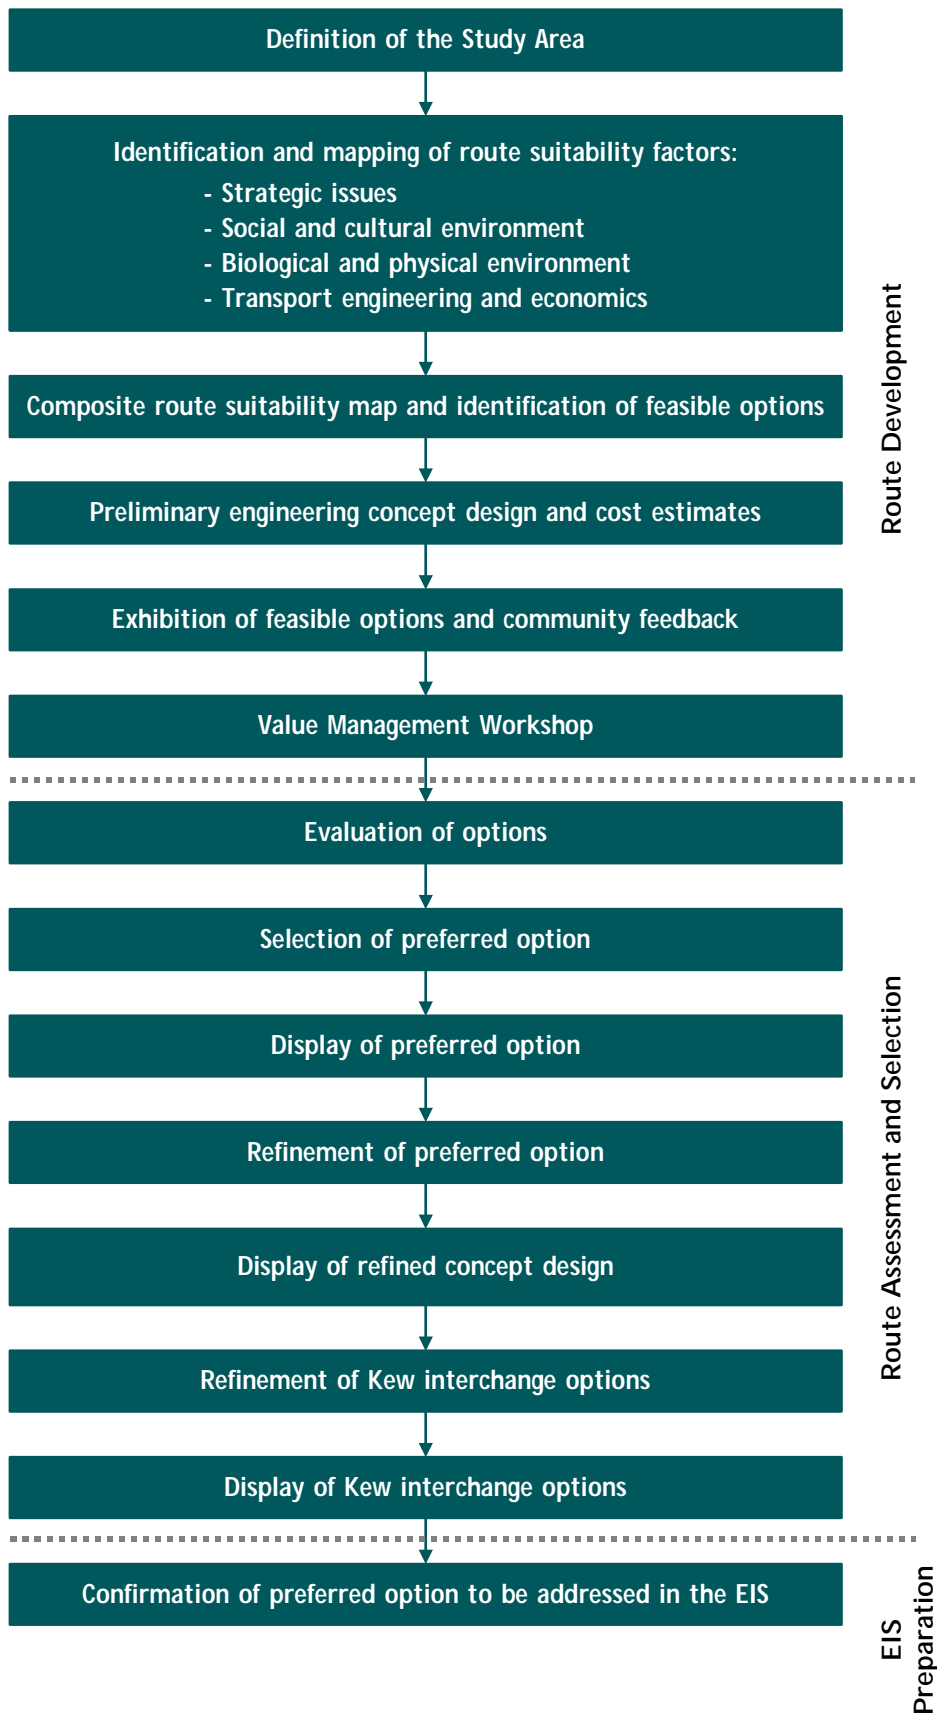 Definition of the Study Area
Identification and mapping of route suitability factors:
- Strategic issues
- Social and cultural environment
- Biological and physical environment
- Transport engineering and economics
Composite route suitability map and identification of feasible options
Preliminary engineering concept design and cost estimates
Exhibition of feasible options and community feedback
Value Management Workshop
Route Development
Evaluation of options
Selection of preferred option
Display of preferred option
Refinement of preferred option
Display of refined concept design
Refinement of Kew interchange options
Display of Kew interchange options
Route Assessment and Selection
Confirmation of preferred option to be addressed in the EIS
EIS
Preparation